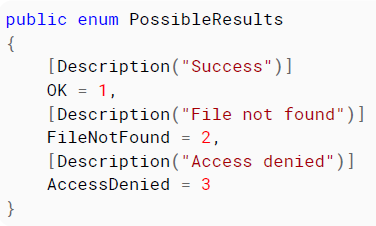 public enum PossibleResults
{
    [Description("Success")]
    OK = 1,
    [Description("File not found")]
    FileNotFound = 2,
    [Description("Access denied")]
    AccessDenied = 3
}